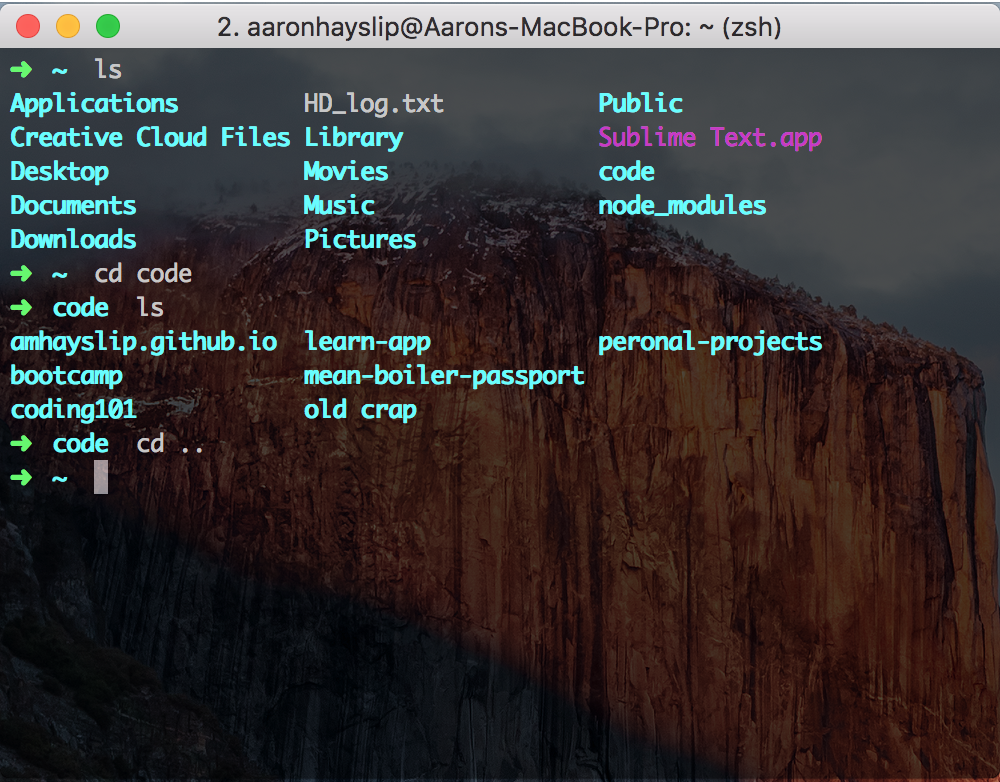 2. aaronhayslip@Aarons-MacBook-Pro: ~ (zsh)
➜ ~ ls
Applications HD_log.txt Public
Creative Cloud Files Library Sublime Text.app
Desktop Movies code
Documents Music node_modules
Downloads Pictures
➜ ~ cd code
➜ code ls
amhayslip.github.io learn-app peronal-projects
bootcamp mean-boiler-passport
coding101 old crap
➜ code cd ..
➜ ~